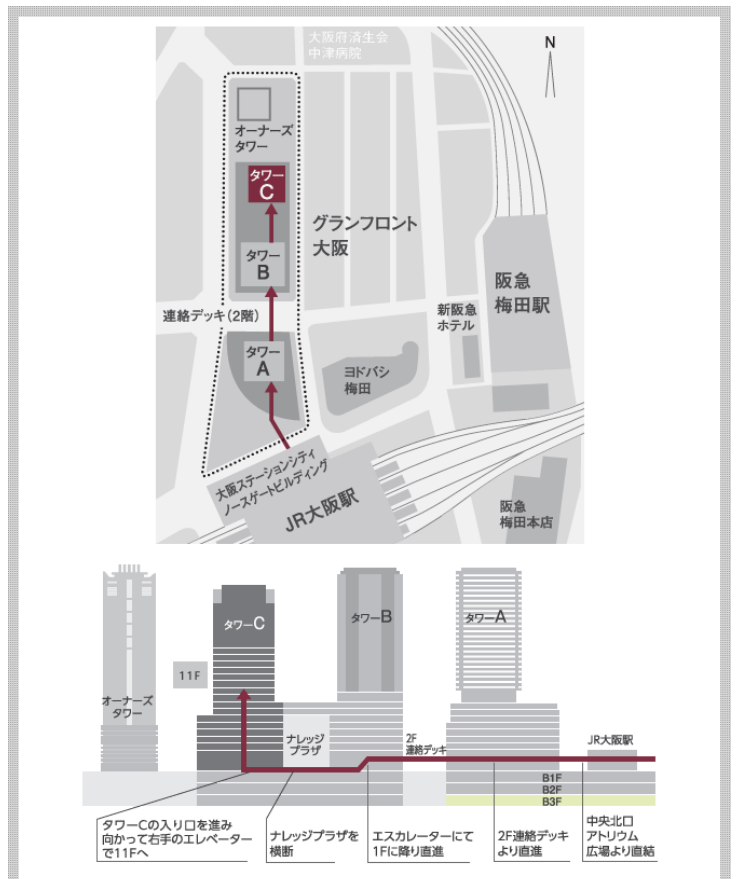 大阪府済生会
中津病院
N
オーナーズ
タワー
タワー
C
グランフロント
大阪
タワー
B
阪急
梅田駅
連絡デッキ(2階)
新阪急
ホテル
タワー
A
ヨドバシ
梅田
大阪ステーションシティ
ノースゲートビルディング
JR大阪駅
阪急
梅田本店
タワーC
タワーB
タワーA
11F
オーナーズ
タワー
ナレッジ
プラザ
2F
連絡デッキ
JR大阪駅
B1F
B2F
B3F
タワーCの入り口を進み
向かって右手のエレベーター
で11Fへ
ナレッジプラザを
横断
エスカレーターにて
1Fに降り直進
2F連絡デッキ
より直進
中央北口
アトリウム
広場より直結